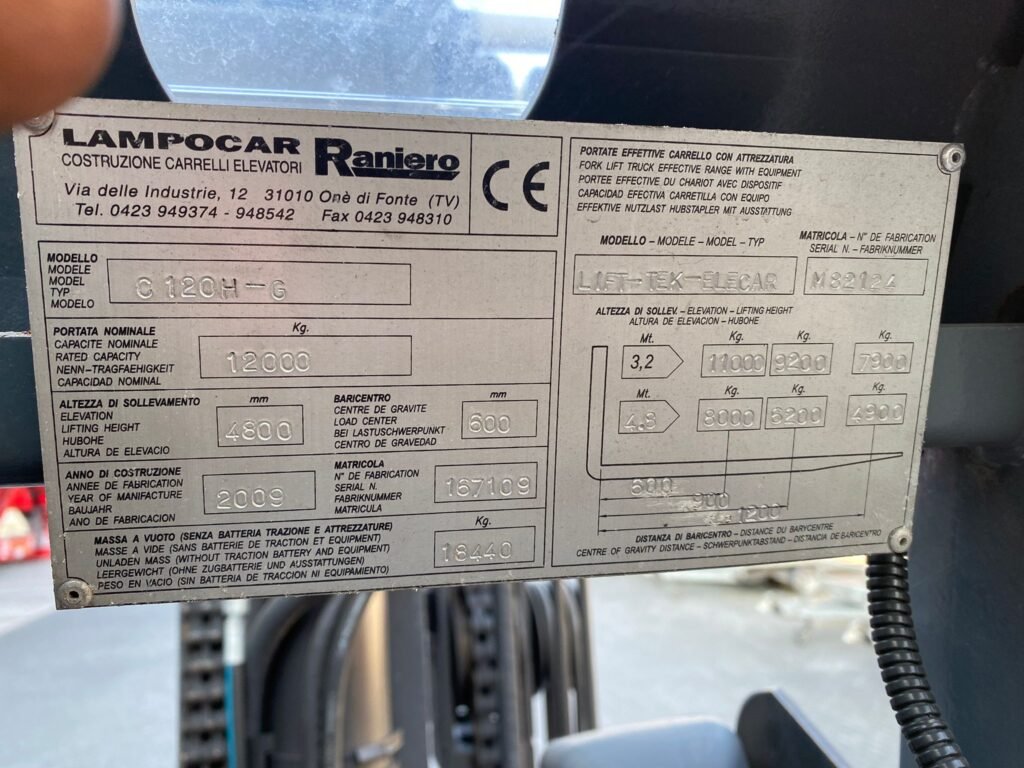 LAMPOCAR Raniero
COSTRUZIONE CARRELLI ELEVATORI
Via delle Industrie, 12 31010 Onè di Fonte (TV)
Tel. 0423 949374 - 948542 Fax 0423 948310
CE
MODELLO
MODELE
MODEL
TYP
MODELO
C120H-G
PORTATA NOMINALE
CAPACITE NOMINALE
RATED CAPACITY
NENN-TRAGFAEHIGKEIT
CAPACIDAD NOMINAL
Kg.
12000
ALTEZZA DI SOLLEVAMENTO
ELEVATION
LIFTING HEIGHT
HUBOHE
ALTURA DE ELEVACIO
mm
4800
BARICENTRO
CENTRE DE GRAVITE
LOAD CENTER
BEI LASTUSCHWERPUNKT
CENTRO DE GRAVEDAD
mm
600
ANNO DI COSTRUZIONE
ANNEE DE FABRICATION
YEAR OF MANUFACTURE
BAUJAHR
ANO DE FABRICACION
2009
MATRICOLA
N° DE FABRICATION
SERIAL N.
FABRIKNUMMER
MATRICULA
167109
MASSA A VUOTO (SENZA BATTERIA TRAZIONE E ATTREZZATURE)
MASSE A VIDE (SANS BATTERIE DE TRACTION ET EQUIPMENT)
UNLADEN MASS (WITHOUT TRACTION BATTERY AND EQUIPMENT)
LEERGEWICHT (OHNE ZUGBATTERIE UND AUSSTATTUNGEN)
PESO EN VACIO (SIN BATERIA DE TRACCION NI EQUIPAMIENTO)
Kg.
18440
PORTATE EFFETTIVE CARRELLO CON ATTREZZATURA
FORK LIFT TRUCK EFFECTIVE RANGE WITH EQUIPMENT
PORTEE EFFECTIVE DU CHARIOT AVEC DISPOSITIF
CAPACIDAD EFECTIVA CARRETILLA CON EQUIPO
EFFEKTIVE NUTZLAST HUBSTAPLER MIT AUSSTATTUNG
MODELLO – MODELE – MODEL – TYP
LIFT-TEK-ELECAR
MATRICOLA – N° DE FABRICATION
SERIAL N. – FABRIKNUMMER
M82124
ALTEZZA DI SOLLEV. – ELEVATION – LIFTING HEIGHT
ALTURA DE ELEVACION – HUBOHE
Mt. Kg. Kg. Kg.
3,2 11000 9200 7900
Mt. Kg. Kg. Kg.
4.8 8000 6200 4900
600
900
1200
DISTANZA DI BARICENTRO – DISTANCE DU BARYCENTRE
CENTRE OF GRAVITY DISTANCE – SCHWERPUNKTABSTAND – DISTANCIA DE BARICENTRO